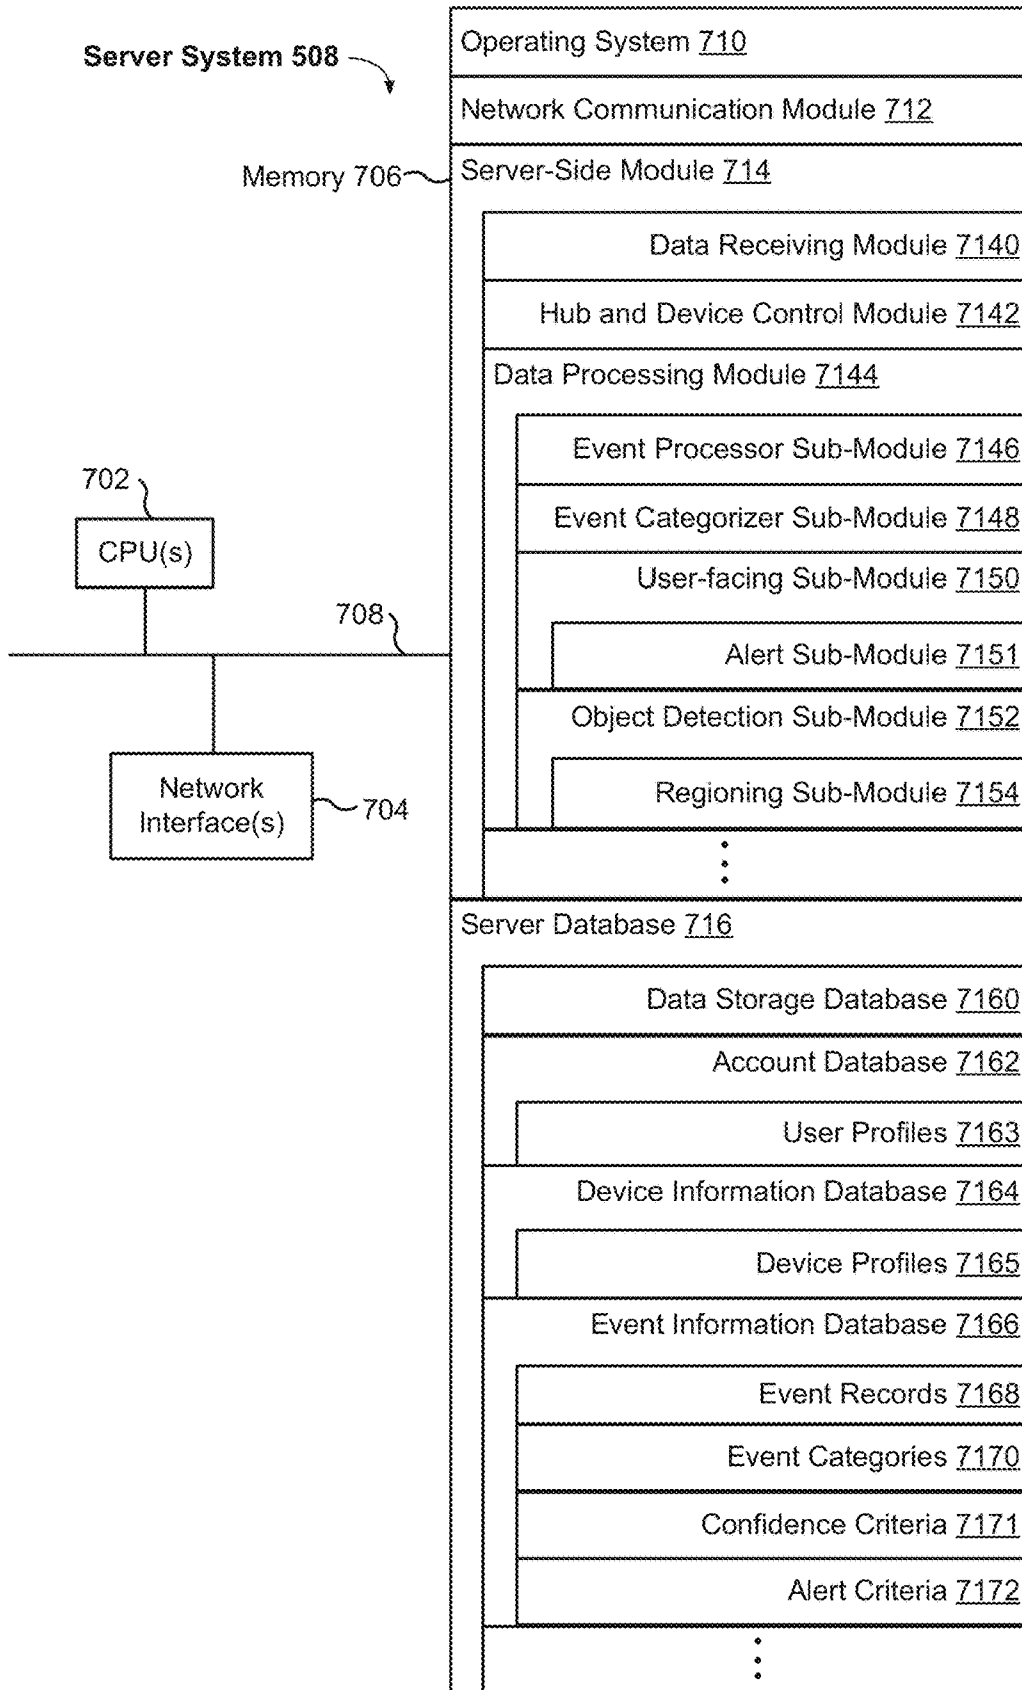 Server System 508
Operating System 710
Network Communication Module 712
Memory 706
Server-Side Module 714
Data Receiving Module 7140
Hub and Device Control Module 7142
Data Processing Module 7144
Event Processor Sub-Module 7146
Event Categorizer Sub-Module 7148
User-facing Sub-Module 7150
Alert Sub-Module 7151
Object Detection Sub-Module 7152
Regioning Sub-Module 7154
702
CPU(s)
708
Network
Interface(s)
704
Server Database 716
Data Storage Database 7160
Account Database 7162
User Profiles 7163
Device Information Database 7164
Device Profiles 7165
Event Information Database 7166
Event Records 7168
Event Categories 7170
Confidence Criteria 7171
Alert Criteria 7172